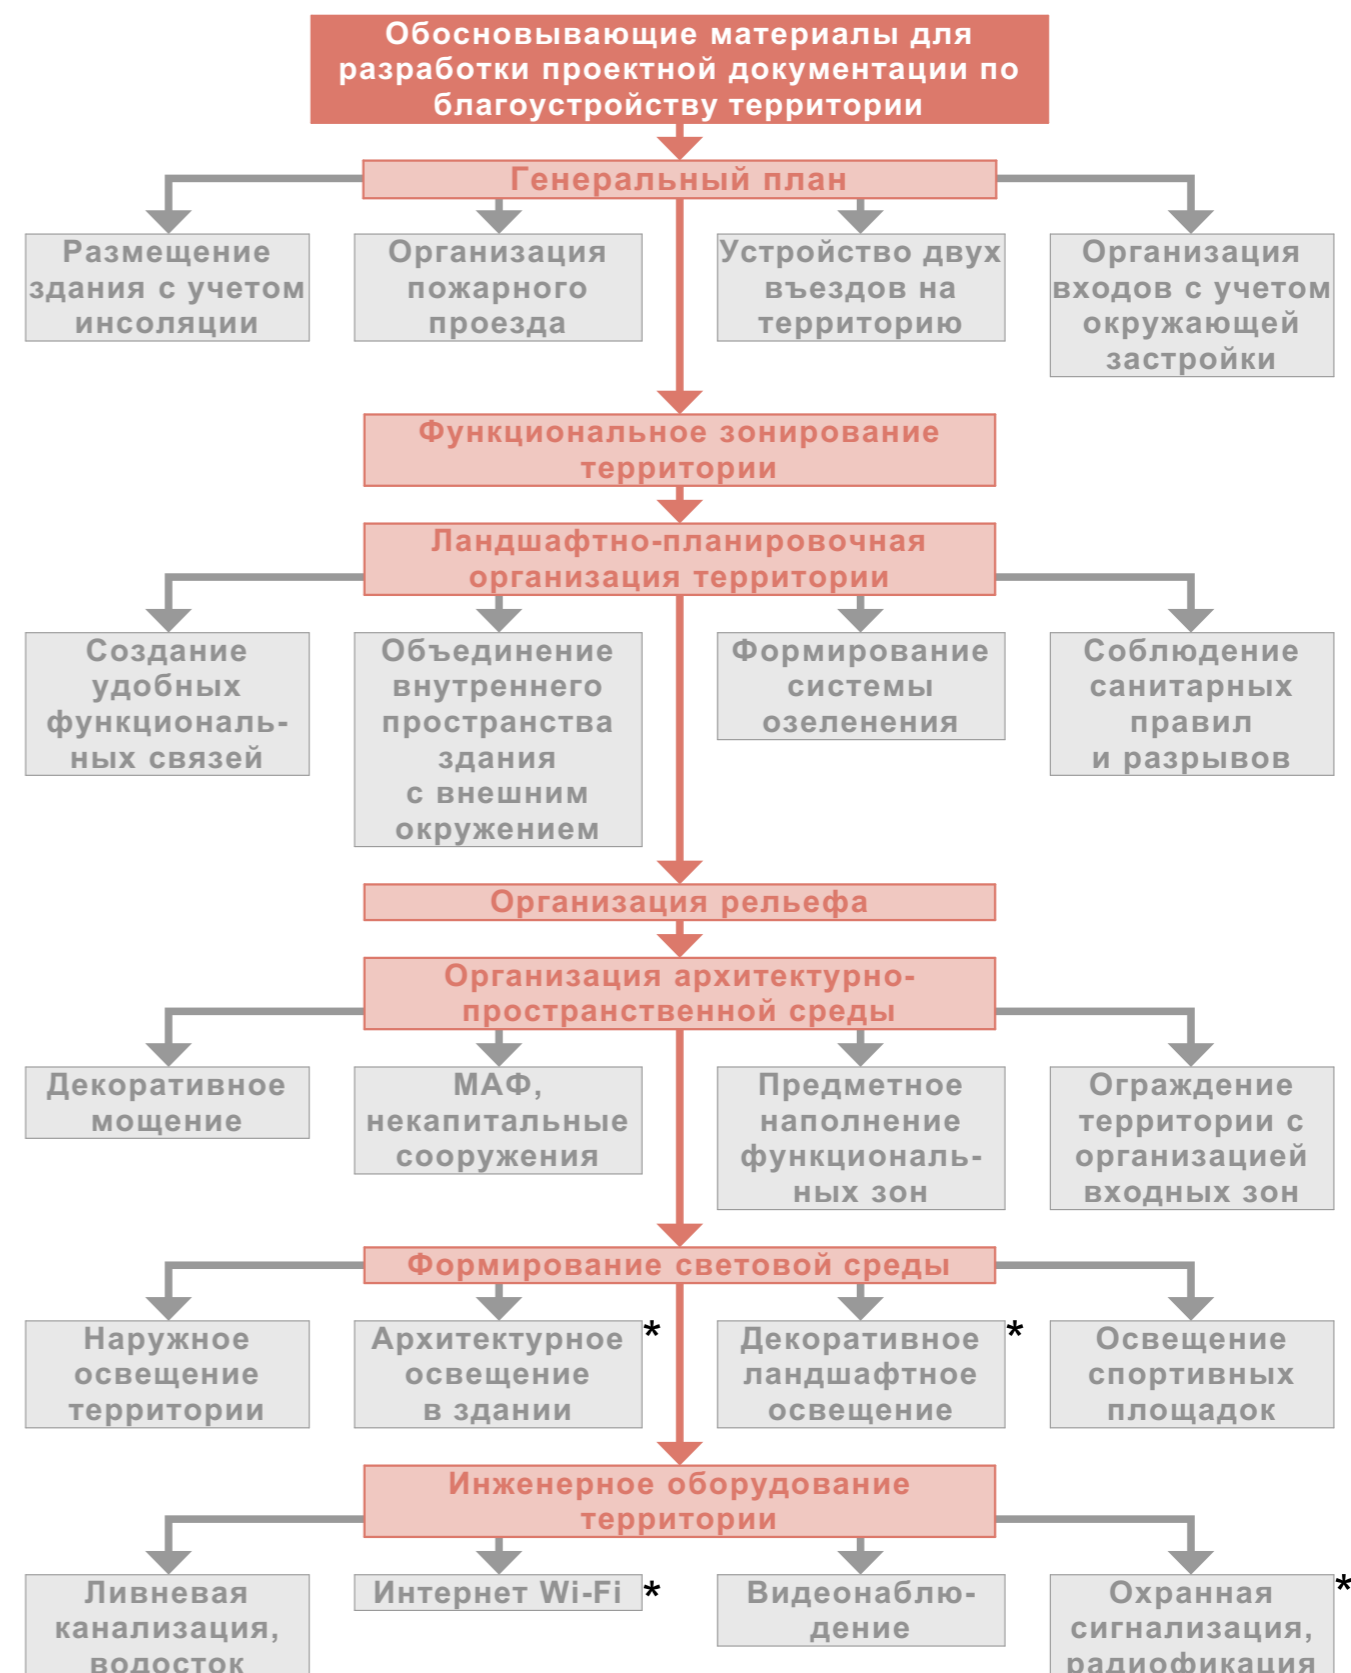 Обосновывающие материалы для
разработки проектной документации по
благоустройству территории
Генеральный план
Размещение
здания с учетом
инсоляции
Организация
пожарного
проезда
Устройство двух
въездов на
территорию
Организация
входов с учетом
окружающей
застройки
Функциональное зонирование
территории
Ландшафтно-планировочная
организация территории
Создание
удобных
функциональ-
ных связей
Объединение
внутреннего
пространства
здания
с внешним
окружением
Формирование
системы
озеленения
Соблюдение
санитарных
правил
и разрывов
Организация рельефа
Организация архитектурно-
пространственной среды
Декоративное
мощение
МАФ,
некапитальные
сооружения
Предметное
наполнение
функциональ-
ных зон
Ограждение
территории с
организацией
входных зон
Формирование световой среды
Наружное
освещение
территории
Архитектурное *
освещение
в здании
Декоративное *
ландшафтное
освещение
Освещение
спортивных
площадок
Инженерное оборудование
территории
Ливневая
канализация,
водосток
Интернет Wi-Fi *
Видеонаблю-
дение
Охранная *
сигнализация,
радиофикация